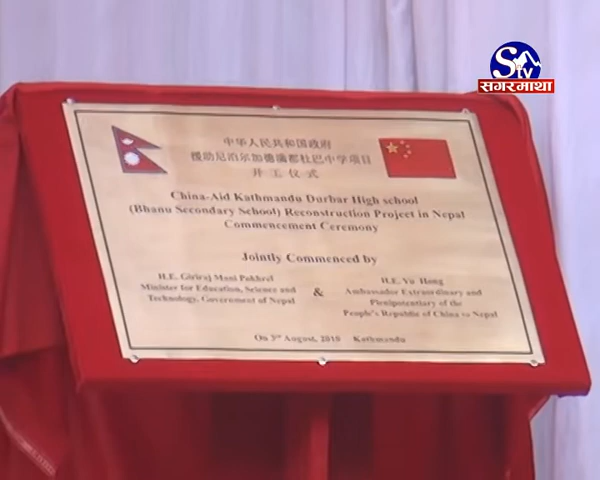 STV
सगरमाथा
中华人民共和国政府
援助尼泊尔加德满都杜巴中学项目
开工仪式
China-Aid Kathmandu Durbar High school
(Bhanu Secondary School) Reconstruction Project in Nepal
Commencement Ceremony
Jointly Commenced by
H.E. Giriraj Mani Pokhrel
Minister for Education, Science and
Technology, Government of Nepal
&
H.E. Yu Hong
Ambassador Extraordinary and
Plenipotentiary of the
People's Republic of China to Nepal
On August, 2018 Kathmandu